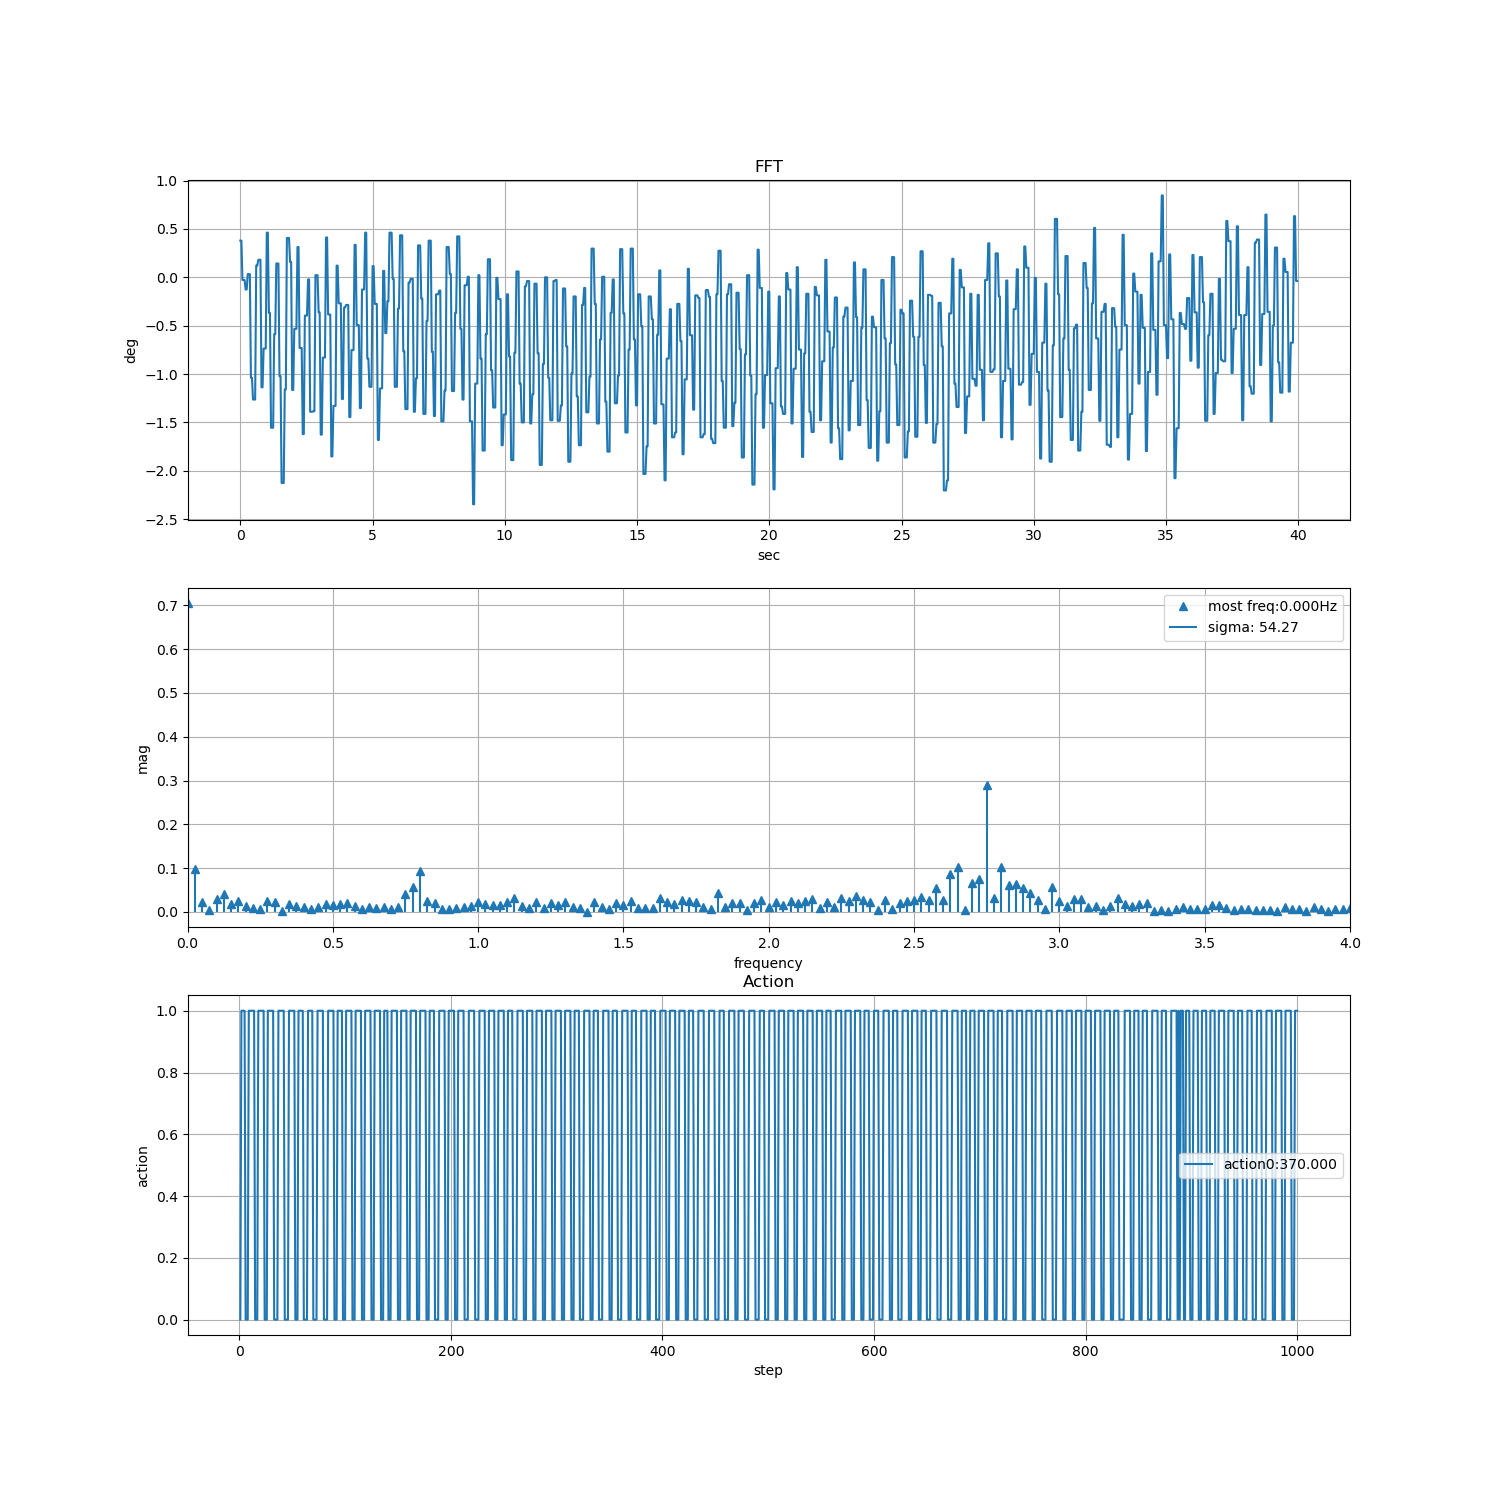 FFT
1.0
0.5
0.0
−0.5
−1.0
−1.5
−2.0
−2.5
deg
0 5 10 15 20 25 30 35 40
sec
0.7
0.6
0.5
0.4
0.3
0.2
0.1
0.0
mag
most freq:0.000Hz
sigma: 54.27
0.0 0.5 1.0 1.5 2.0 2.5 3.0 3.5 4.0
frequency
Action
1.0
0.8
0.6
0.4
0.2
0.0
action
action0:370.000
0 200 400 600 800 1000
step